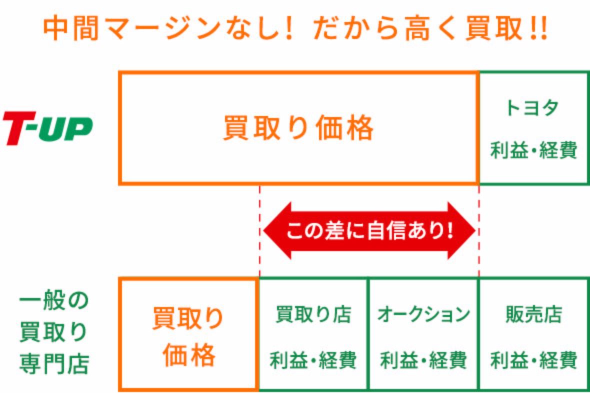 中間マージンなし! だから高く買取!!
T-UP
買取り価格
トヨタ
利益・経費
この差に自信あり!
一般の
買取り
専門店
買取り
価格
買取り店
利益・経費
オークション
利益・経費
販売店
利益・経費